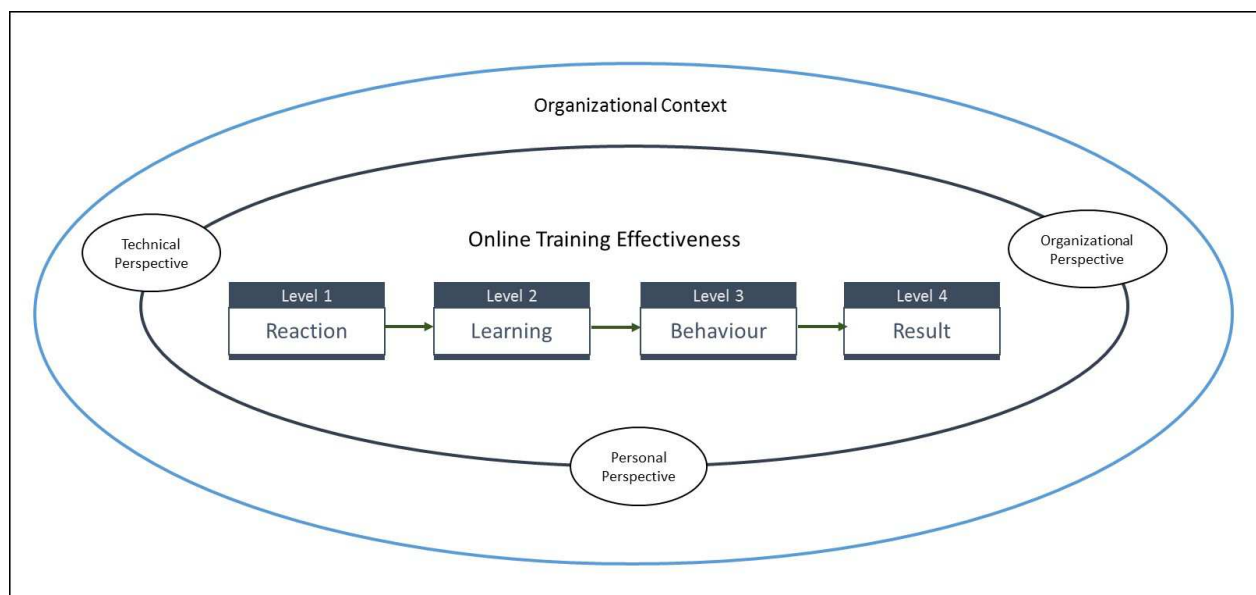 Organizational Context
Technical
Perspective
Organizational
Perspective
Online Training Effectiveness
Level 1
Level 2
Level 3
Level 4
Reaction
Learning
Behaviour
Result
Personal
Perspective